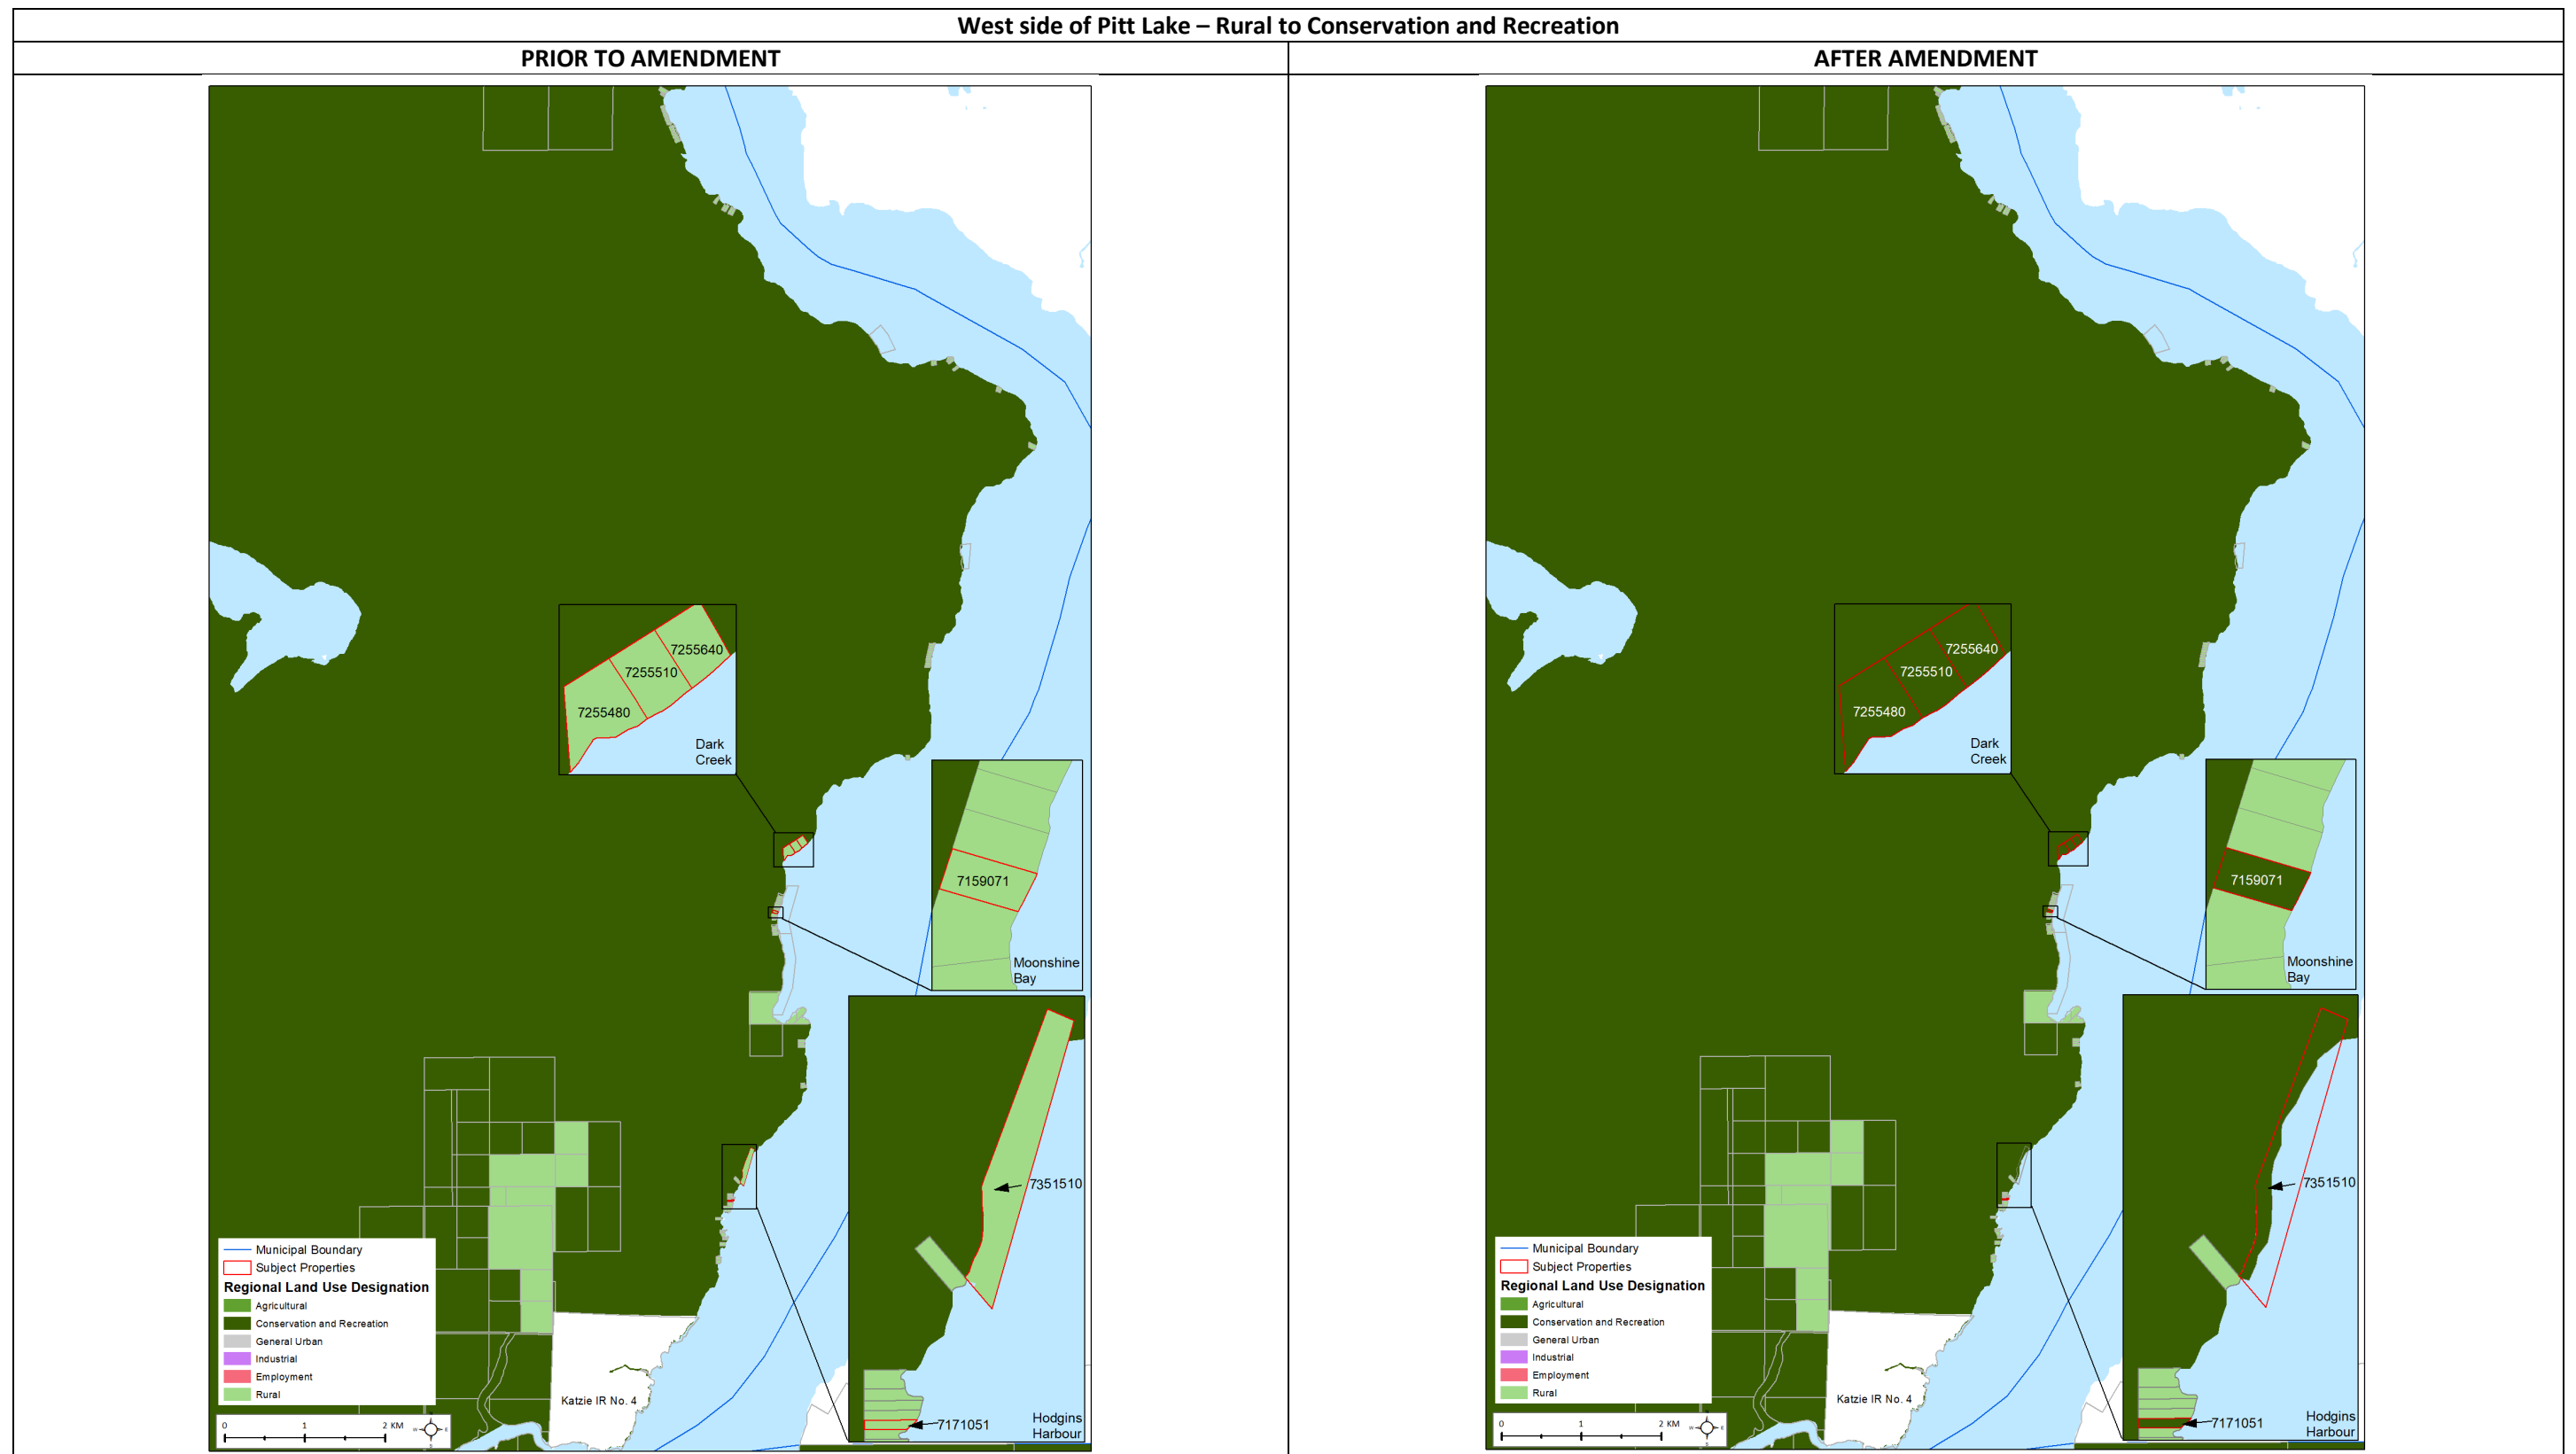 West side of Pitt Lake – Rural to Conservation and Recreation
PRIOR TO AMENDMENT
7255640
7255510
7255480
Dark
Creek
7159071
Moonshine
Bay
7351510
7171051
Hodgins
Harbour
Katzie IR No. 4
Municipal Boundary
Subject Properties
Regional Land Use Designation
Agricultural
Conservation and Recreation
General Urban
Industrial
Employment
Rural
0 1 2 KM
W E
AFTER AMENDMENT
7255640
7255510
7255480
Dark
Creek
7159071
Moonshine
Bay
7351510
7171051
Hodgins
Harbour
Katzie IR No. 4
Municipal Boundary
Subject Properties
Regional Land Use Designation
Agricultural
Conservation and Recreation
General Urban
Industrial
Employment
Rural
0 1 2 KM
W E